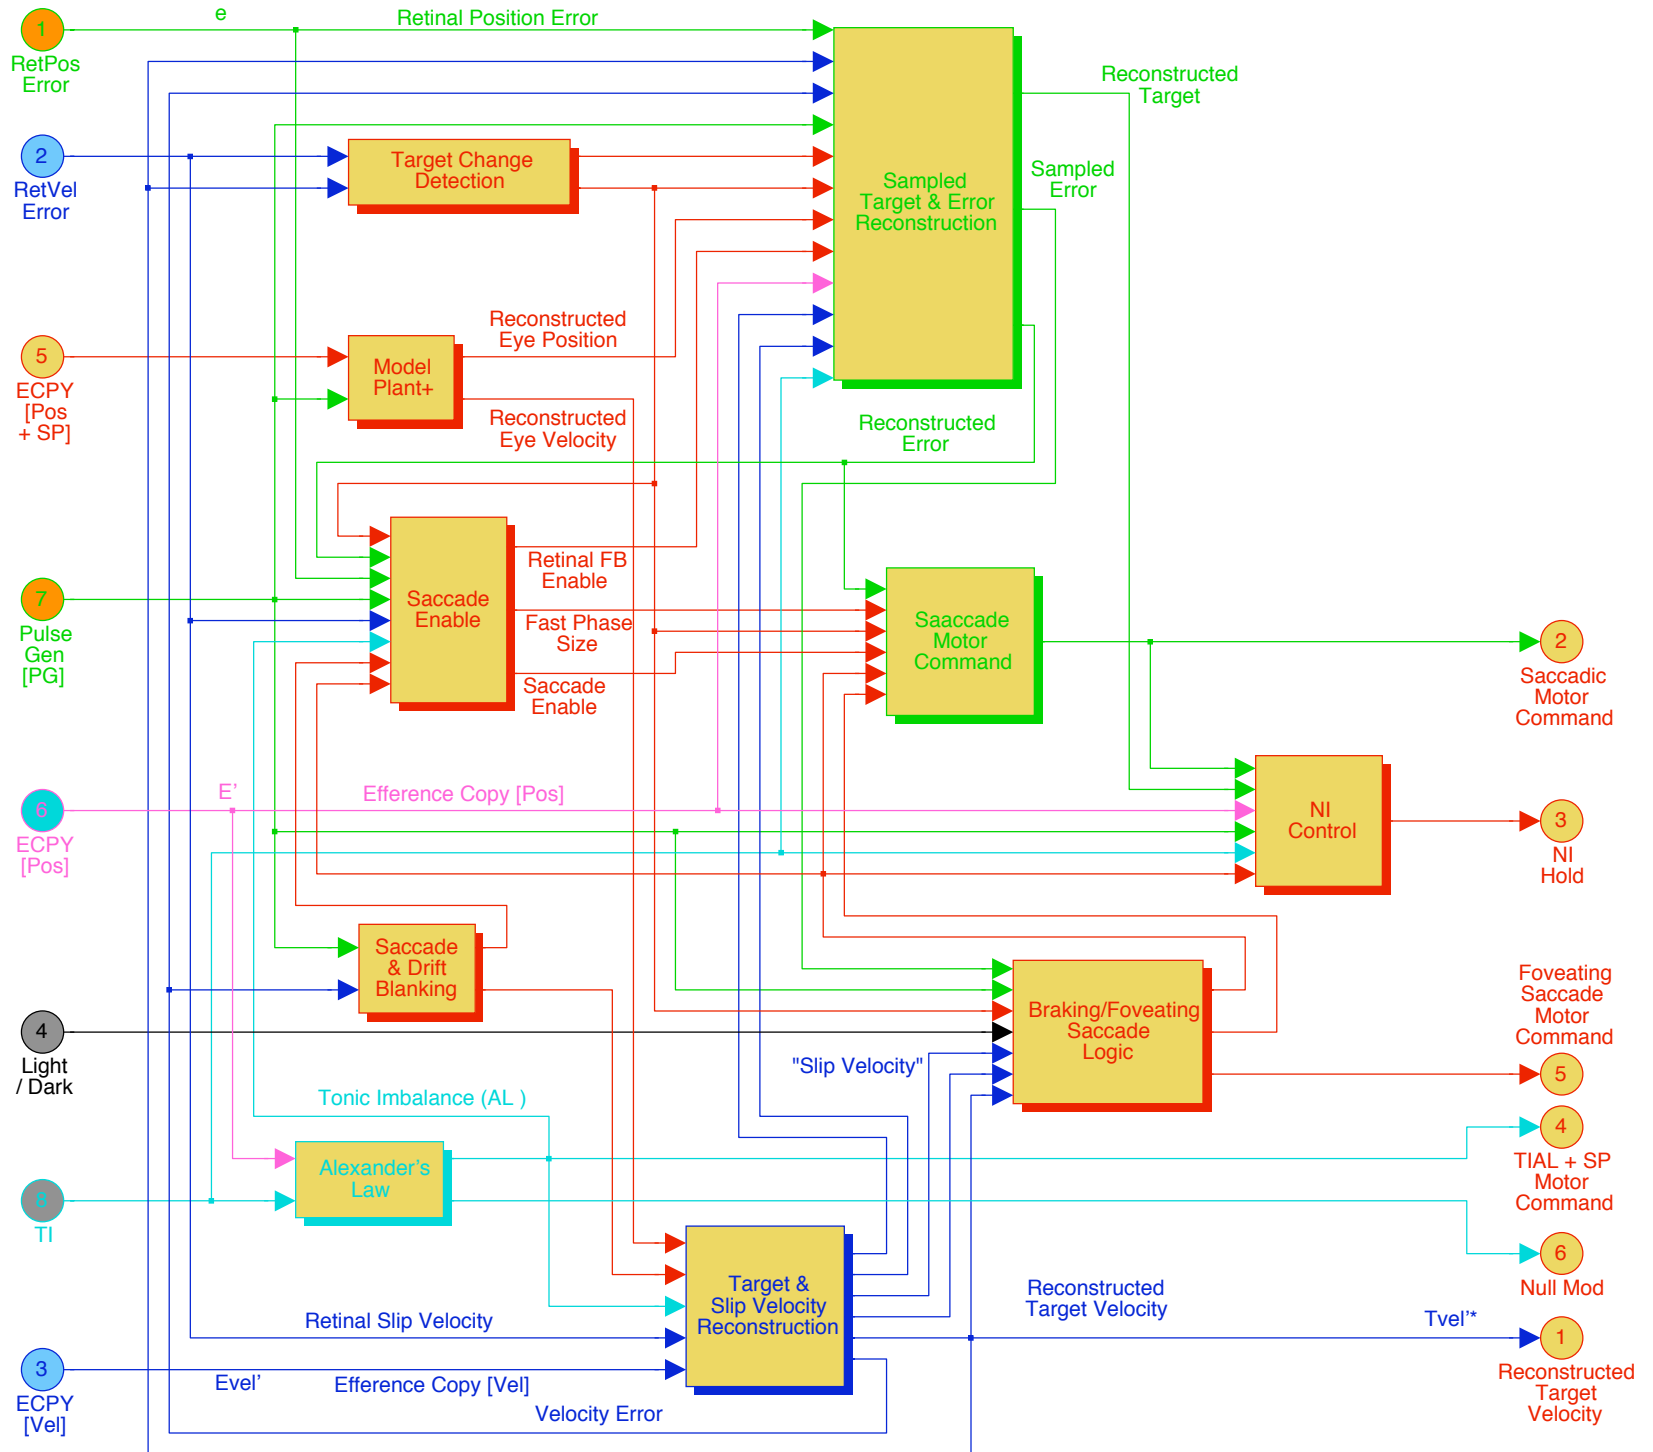 e
Retinal Position Error
1
RetPos
Error
Reconstructed
Target
2
RetVel
Error
Target Change
Detection
Sampled
Target & Error
Reconstruction
Sampled
Error
5
ECPY
[Pos
+ SP]
Model
Plant+
Reconstructed
Eye Position
Reconstructed
Eye Velocity
Reconstructed
Error
7
Pulse
Gen
[PG]
Saccade
Enable
Retinal FB
Enable
Fast Phase
Size
Saccade
Enable
Saaccade
Motor
Command
2
Saccadic
Motor
Command
6
ECPY
[Pos]
E'
Efference Copy [Pos]
NI
Control
3
NI
Hold
Saccade
& Drift
Blanking
4
Light
/ Dark
Braking/Foveating
Saccade
Logic
"Slip Velocity"
Foveating
Saccade
Motor
Command
5
Tonic Imbalance (AL )
Alexander's
Law
8
TI
4
TIAL + SP
Motor
Command
6
Null Mod
Target &
Slip Velocity
Reconstruction
Retinal Slip Velocity
Reconstructed
Target Velocity
Tvel'*
1
Reconstructed
Target
Velocity
3
ECPY
[Vel]
Evel'
Efference Copy [Vel]
Velocity Error